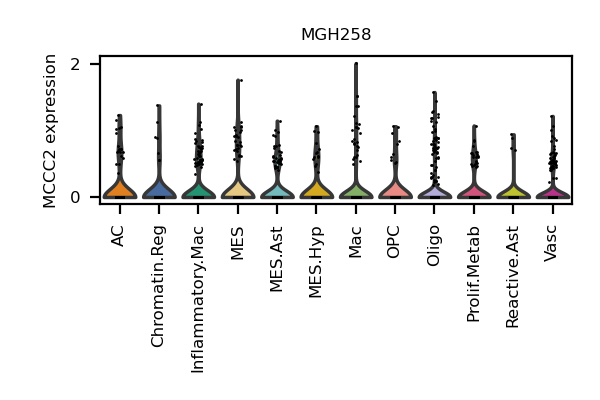 MGH258
MCCC2 expression
2
0
AC
Chromatin.Reg
Inflammatory.Mac
MES
MES.Ast
MES.Hyp
Mac
OPC
Oligo
Prolif.Metab
Reactive.Ast
Vasc